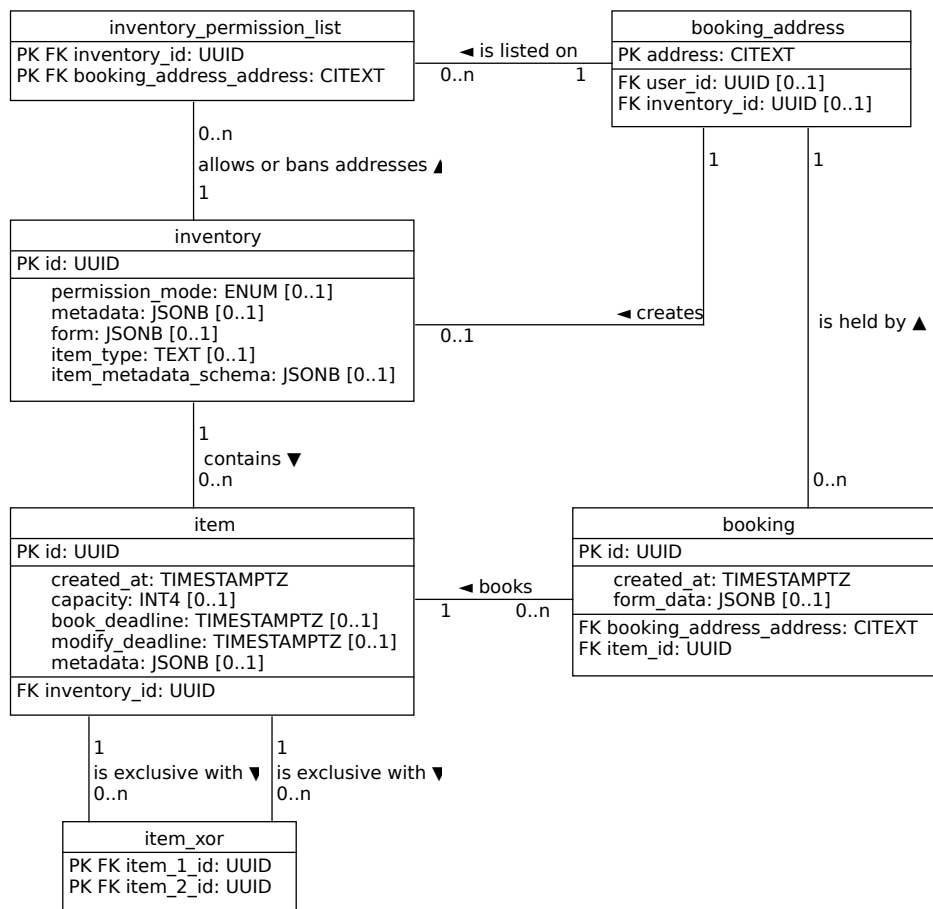 inventory_permission_list
PK FK inventory_id: UUID
PK FK booking_address_address: CITEXT
booking_address
PK address: CITEXT
FK user_id: UUID [0..1]
FK inventory_id: UUID [0..1]
◄ is listed on
0..n
1
0..n
allows or bans addresses ▲
1
1
1
inventory
PK id: UUID
permission_mode: ENUM [0..1]
metadata: JSONB [0..1]
form: JSONB [0..1]
item_type: TEXT [0..1]
item_metadata_schema: JSONB [0..1]
◄ creates
0..1
is held by ▲
1
contains ▼
0..n
0..n
item
PK id: UUID
created_at: TIMESTAMPTZ
capacity: INT4 [0..1]
book_deadline: TIMESTAMPTZ [0..1]
modify_deadline: TIMESTAMPTZ [0..1]
metadata: JSONB [0..1]
FK inventory_id: UUID
◄ books
1
0..n
booking
PK id: UUID
created_at: TIMESTAMPTZ
form_data: JSONB [0..1]
FK booking_address_address: CITEXT
FK item_id: UUID
1
is exclusive with ▼
0..n
1
is exclusive with ▼
0..n
item_xor
PK FK item_1_id: UUID
PK FK item_2_id: UUID